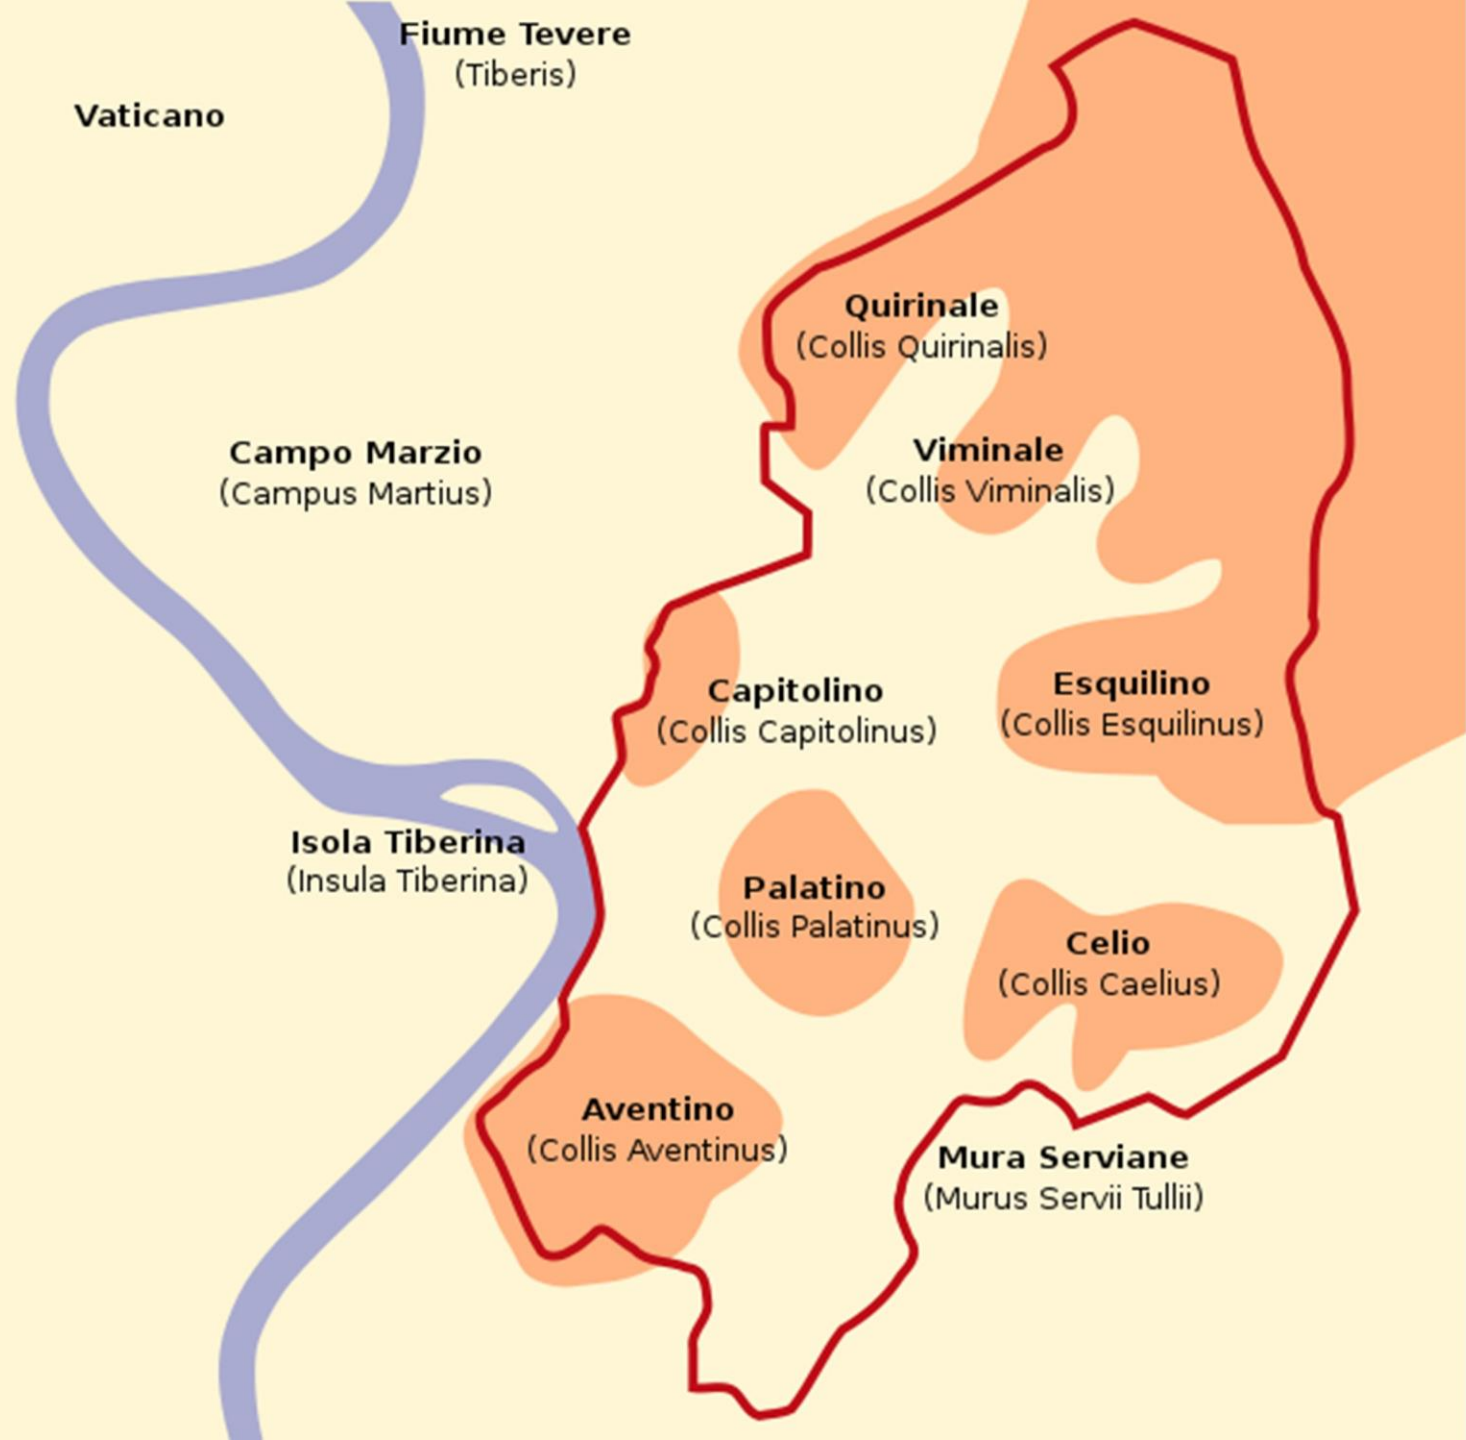 Fiume Tevere
(Tiberis)
Vaticano
Quirinale
(Collis Quirinalis)
Campo Marzio
(Campus Martius)
Viminale
(Collis Viminalis)
Capitolino
(Collis Capitolinus)
Esquilino
(Collis Esquilinus)
Isola Tiberina
(Insula Tiberina)
Palatino
(Collis Palatinus)
Celio
(Collis Caelius)
Aventino
(Collis Aventinus)
Mura Serviane
(Murus Servii Tullii)